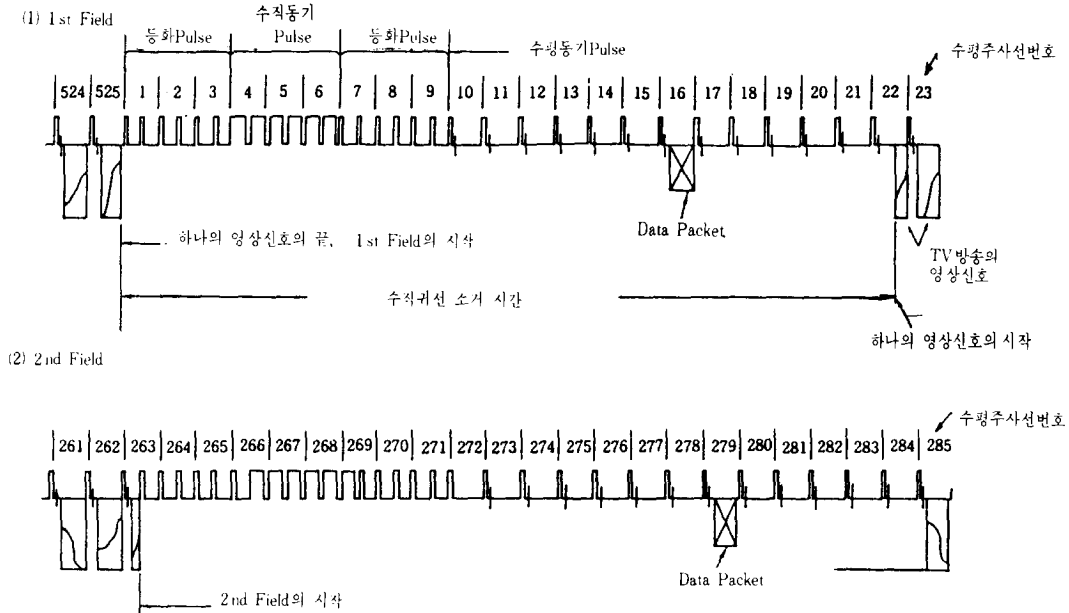 (1) 1st Field
수직동기
등화Pulse
Pulse
등화Pulse
수평동기Pulse
수평주사선번호
524 525 1 2 3 4 5 6 7 8 9 10 11 12 13 14 15 16 17 18 19 20 21 22 23
Data Packet
하나의 영상신호의 끝, 1st Field의 시작
TV방송의
영상신호
수직귀선 소거 시간
하나의 영상신호의 시작
(2) 2nd Field
수평주사선번호
261 262 263 264 265 266 267 268 269 270 271 272 273 274 275 276 277 278 279 280 281 282 283 284 285
Data Packet
2nd Field의 시작